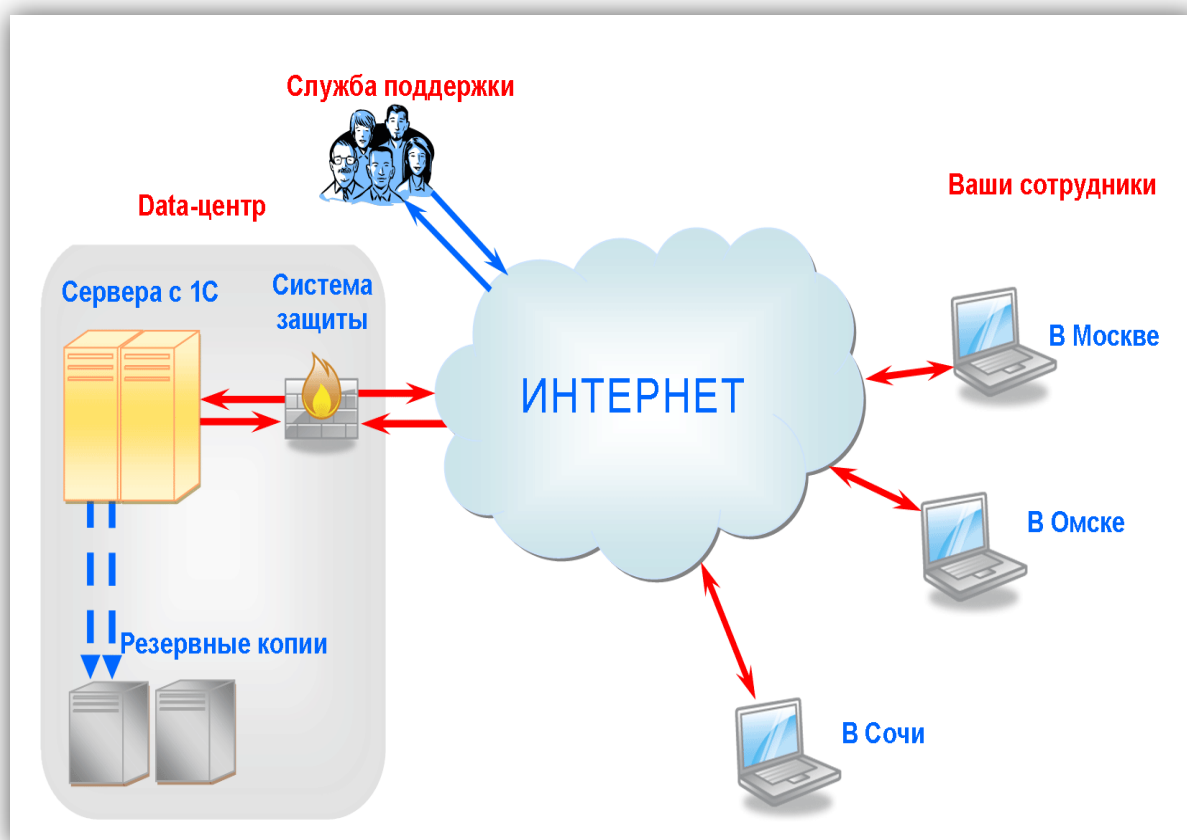 Служба поддержки
Ваши сотрудники
Data-центр
Сервера с 1С
Система
защиты
В Москве
ИНТЕРНЕТ
В Омске
Резервные копии
В Сочи